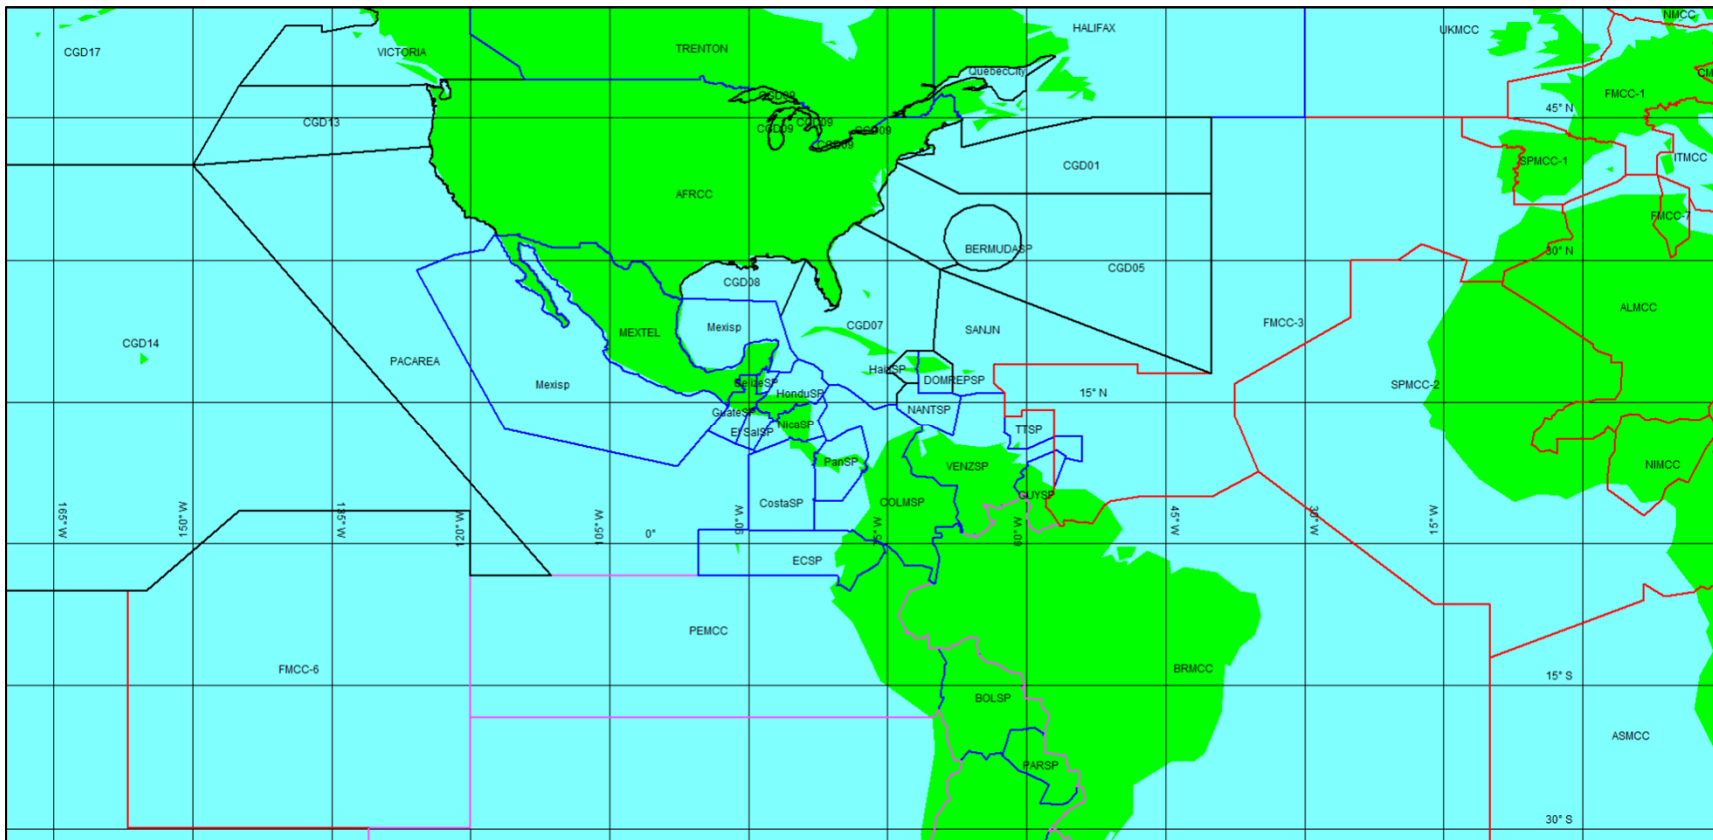 NMCC
HALIFAX
UKMCC
CGD17
VICTORIA
TRENTON
QuebecCity
CM
FMCC-1
CGD09
45° N
CGD13
CGD09
CGD09
CGD09
CGD09
SPMCC-1
ITMCC
CGD01
AFRCC
FMCC-7
BERMUDASP
30° N
CGD05
CGD08
ALMCC
Mexisp
CGD07
SANJN
FMCC-3
MEXTEL
CGD14
PACAREA
HaitiSP
DOMREPSP
Mexisp
BelizeSP
SPMCC-2
HonduSP
15° N
GuateSP
NANTSP
NicaSP
TTSP
El SalSP
PanSP
VENZSP
NIMCC
GUYSP
CostaSP
COLMSP
165° W
150° W
135° W
120° W
105° W
0°
90° W
75° W
60° W
45° W
30° W
15° W
ECSP
PEMCC
FMCC-6
BRMCC
15° S
BOLSP
ASMCC
PARSP
30° S